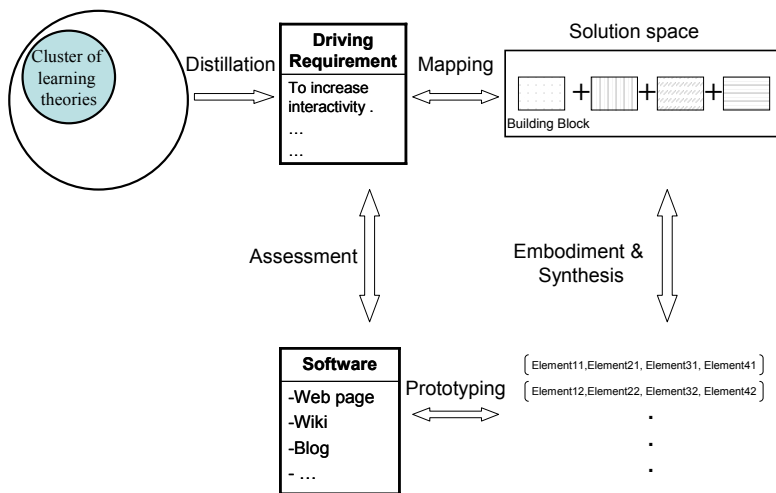 Cluster of
learning
theories
Distillation
Driving
Requirement
To increase
interactivity .
...
...
Mapping
Solution space
+ + +
Building Block
Assessment
Embodiment &
Synthesis
Software
-Web page
-Wiki
-Blog
- ...
Prototyping
[Element11,Element21, Element31, Element41]
[Element12,Element22, Element32, Element42]
.
.
.